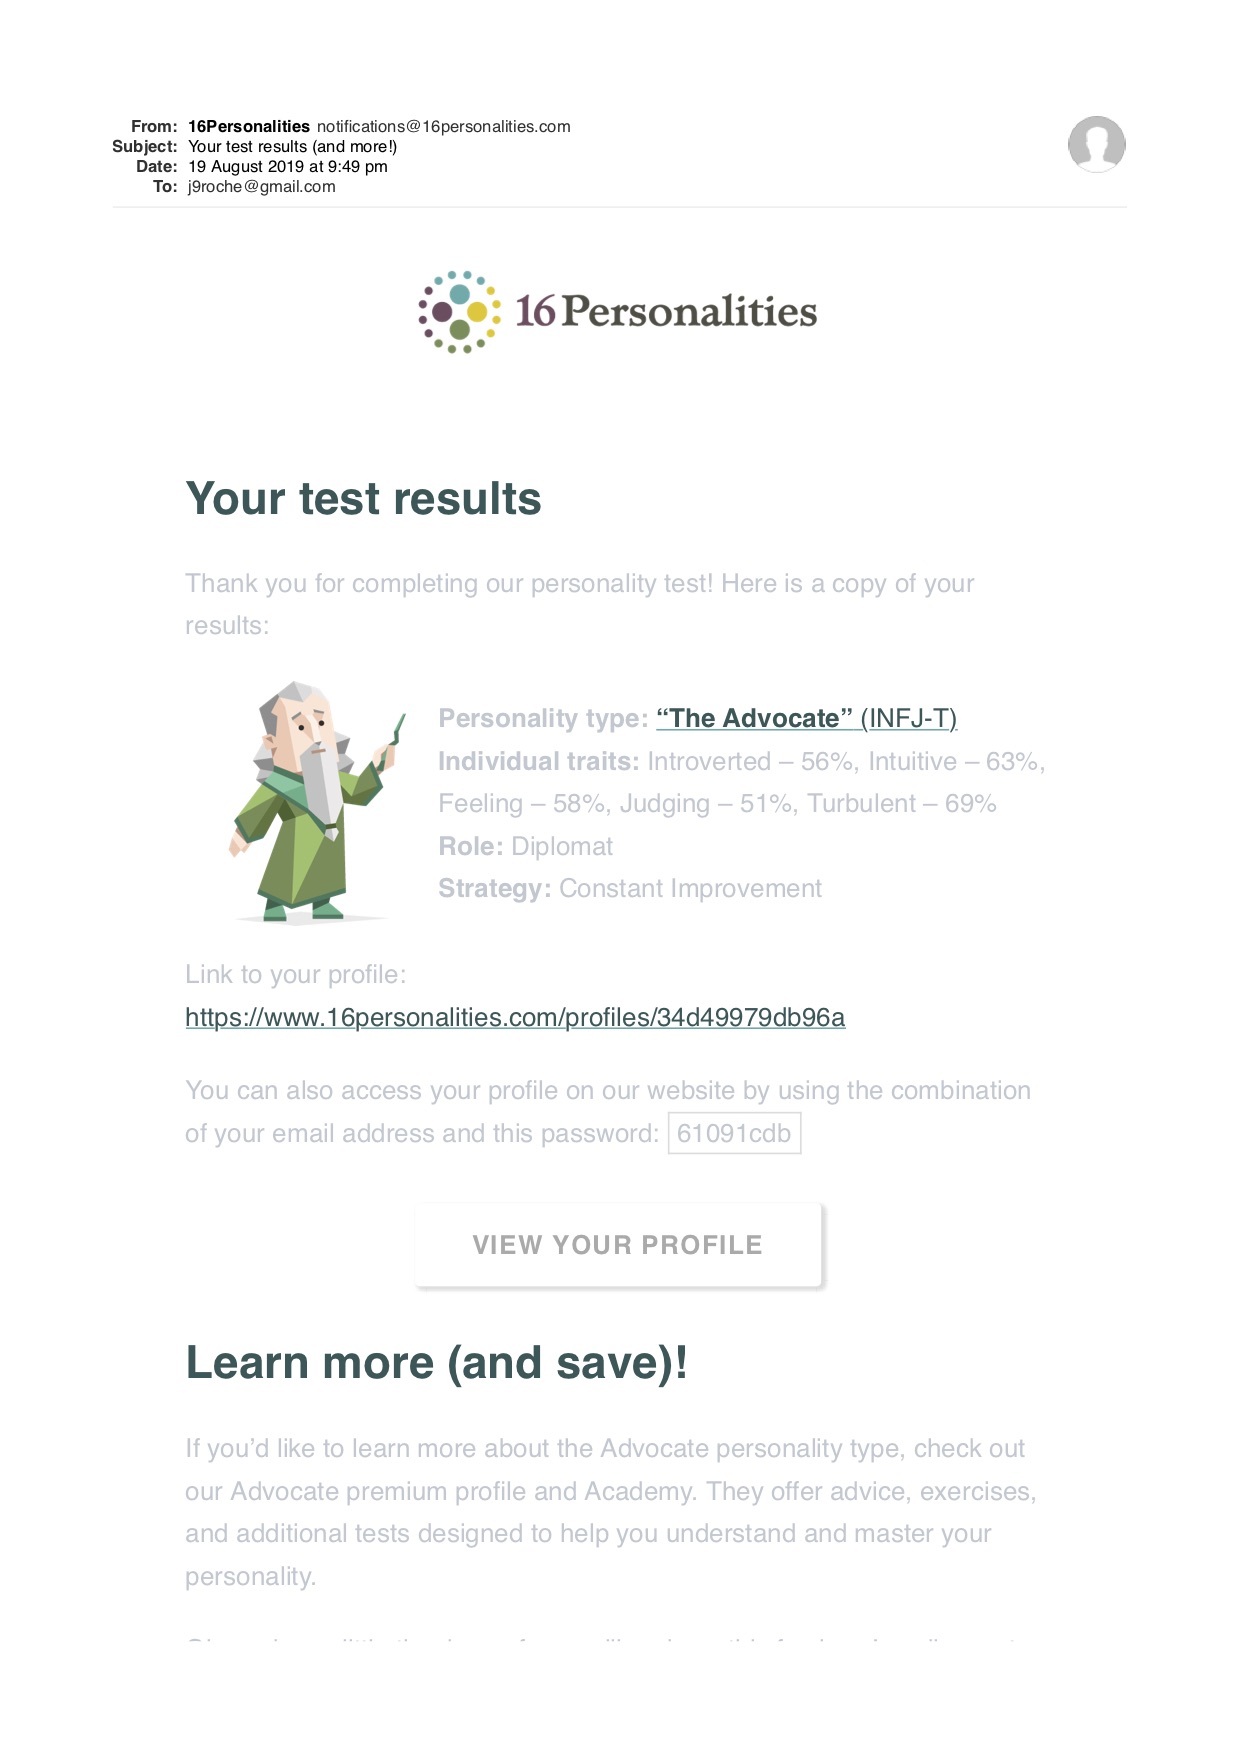 From: 16Personalities notifications@16personalities.com
Subject: Your test results (and more!)
Date: 19 August 2019 at 9:49 pm
To: j9roche@gmail.com
16Personalities
Your test results
Thank you for completing our personality test! Here is a copy of your
results:
Personality type: “The Advocate” (INFJ-T)
Individual traits: Introverted – 56%, Intuitive – 63%,
Feeling – 58%, Judging – 51%, Turbulent – 69%
Role: Diplomat
Strategy: Constant Improvement
Link to your profile:
https://www.16personalities.com/profiles/34d49979db96a
You can also access your profile on our website by using the combination
of your email address and this password: 61091cdb
VIEW YOUR PROFILE
Learn more (and save)!
If you’d like to learn more about the Advocate personality type, check out
our Advocate premium profile and Academy. They offer advice, exercises,
and additional tests designed to help you understand and master your
personality.